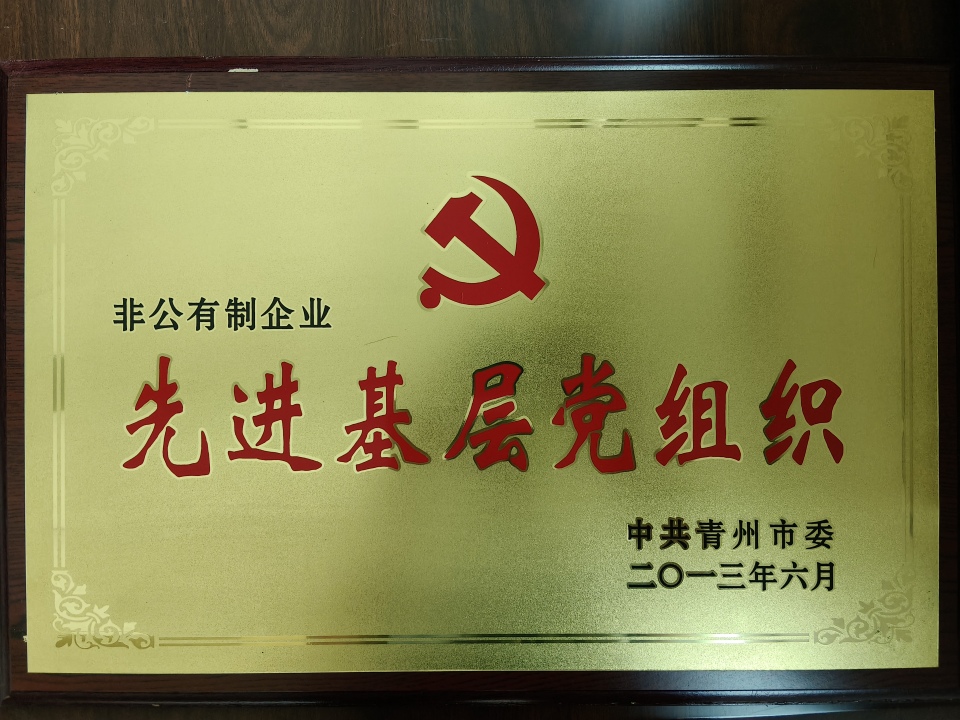 非公有制企业
先进基层党组织
中共青州市委
二〇一三年六月